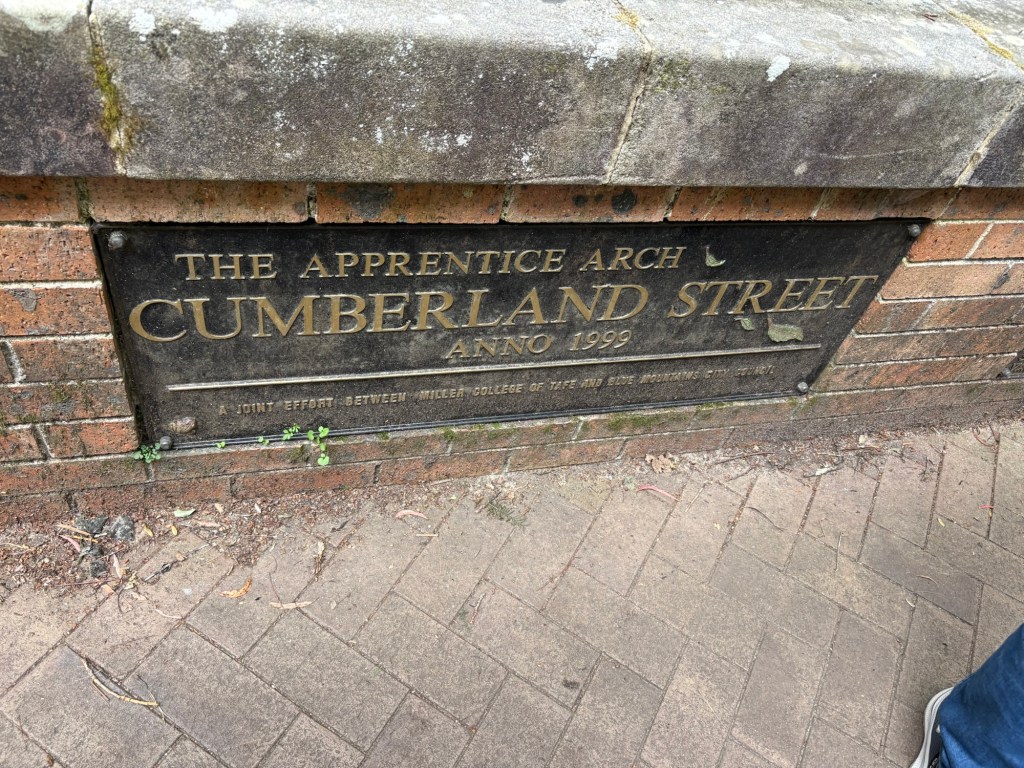 THE APPRENTICE ARCH
CUMBERLAND STREET
ANNO 1999
A JOINT EFFORT BETWEEN MILLER COLLEGE OF TAFE AND BLUE MOUNTAINS CITY COUNCIL